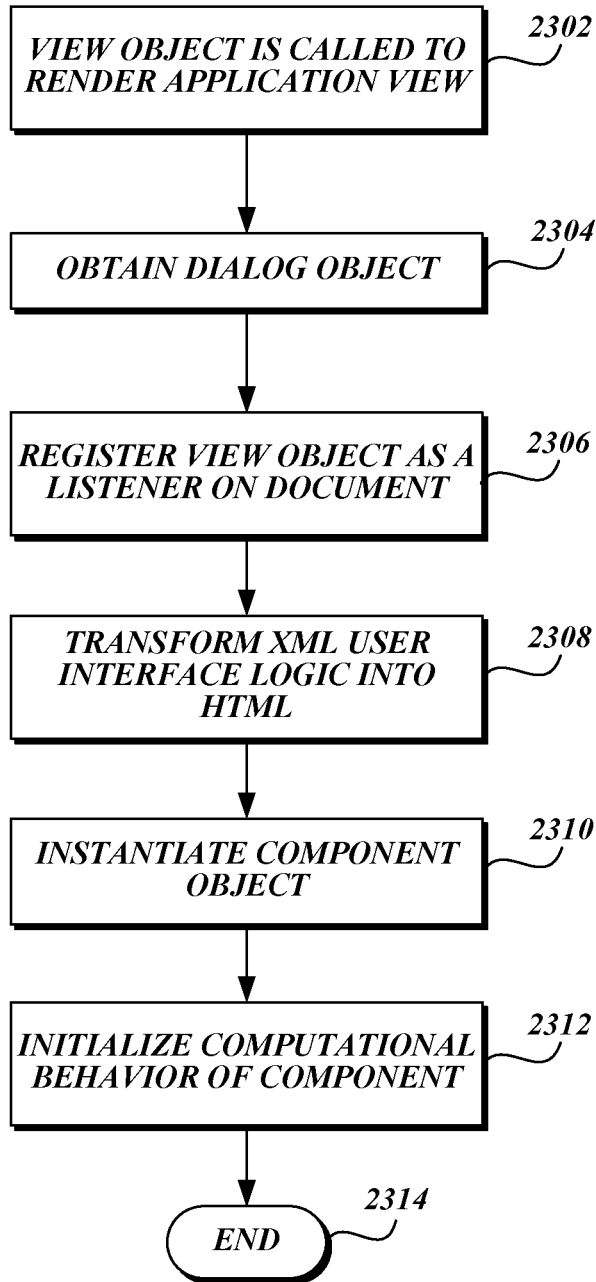 VIEW OBJECT IS CALLED TO
RENDER APPLICATION VIEW
2302
OBTAIN DIALOG OBJECT
2304
REGISTER VIEW OBJECT AS A
LISTENER ON DOCUMENT
2306
TRANSFORM XML USER
INTERFACE LOGIC INTO
HTML
2308
INSTANTIATE COMPONENT
OBJECT
2310
INITIALIZE COMPUTATIONAL
BEHAVIOR OF COMPONENT
2312
END
2314